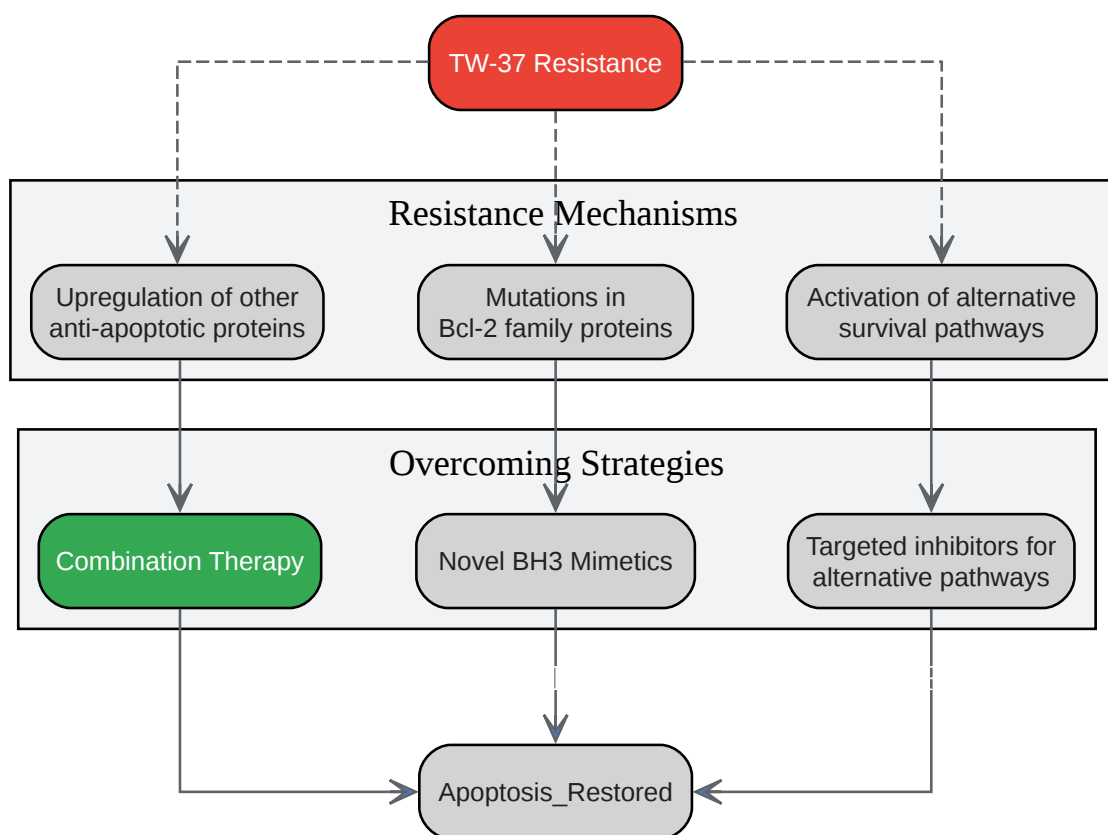 TW-37 Resistance
Resistance Mechanisms
Upregulation of other
anti-apoptotic proteins
Mutations in
Bcl-2 family proteins
Activation of alternative
survival pathways
Overcoming Strategies
Combination Therapy
Novel BH3 Mimetics
Targeted inhibitors for
alternative pathways
Apoptosis_Restored